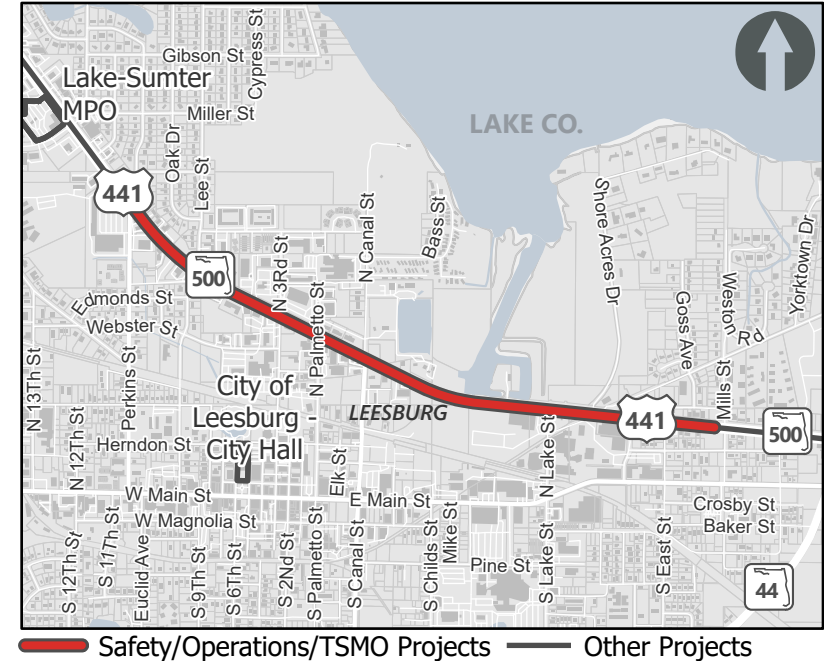 Gibson St
Cypress St
Lake-Sumter
MPO
Miller St
LAKE CO.
Oak Dr
Lee St
441
500
N 3Rd St
N Canal St
Bass St
Shore Acres Dr
Yorktown Dr
Weston
Rd
Goss Ave
Mills St
Edmonds St
Webster St
N Palmetto St
N 13Th St
Perkins St
City of
Leesburg -
City Hall
LEESBURG
441
500
N 12Th St
Herndon St
Elk St
N Lake St
W Main St
E Main St
Crosby St
W Magnolia St
Baker St
S 12Th St
S 11Th St
Euclid Ave
S 9Th St
S 6Th St
S 2Nd St
S Palmetto St
S Canal St
S Childs St
Mike St
Pine St
S Lake St
S East St
44
Safety/Operations/TSMO Projects
Other Projects